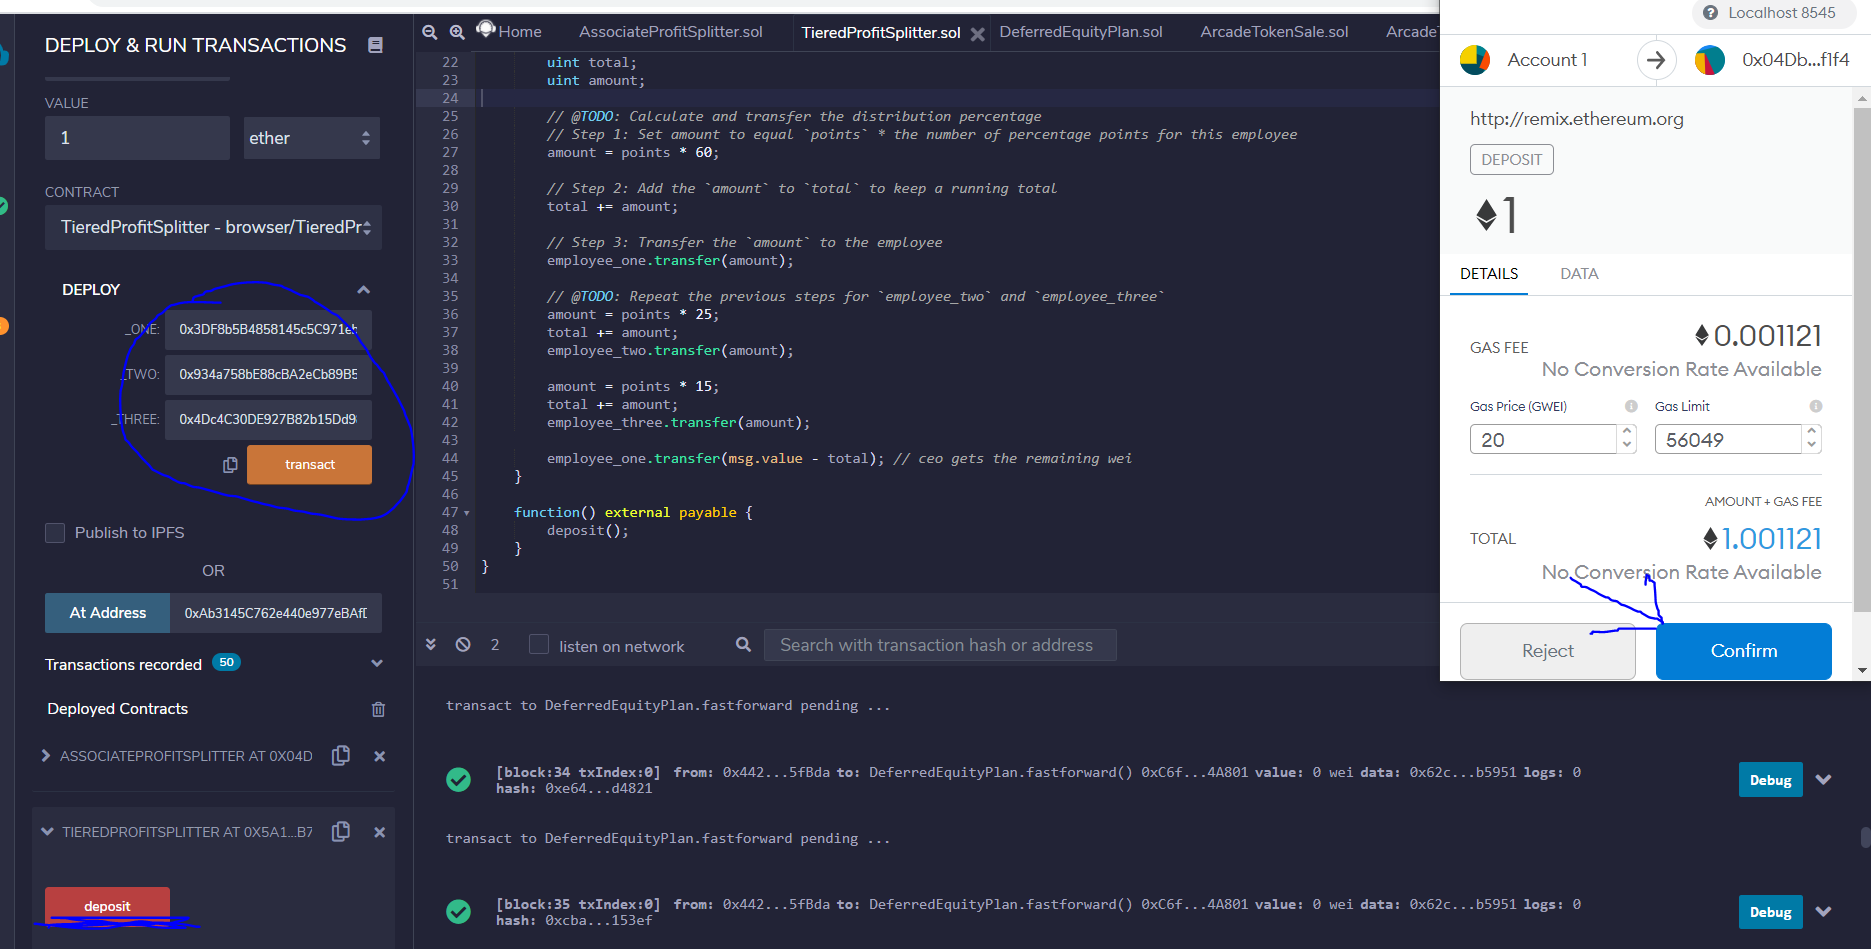 DEPLOY & RUN TRANSACTIONS
VALUE
1
ether
CONTRACT
TieredProfitSplitter - browser/TieredPr
DEPLOY
_ONE:
0x3DF8b5B4858145c5C971eb
_TWO:
0x934a758bE88cBA2eCb89B5
_THREE:
0x4Dc4C30DE927B82b15Dd9
transact
Publish to IPFS
OR
At Address
0xAb3145C762e440e977eBAfD
Transactions recorded 50
Deployed Contracts
ASSOCIATEPROFITSPLITTER AT 0X04D
TIEREDPROFITSPLITTER AT 0X5A1...B7
deposit
Home
AssociateProfitSplitter.sol
TieredProfitSplitter.sol
DeferredEquityPlan.sol
ArcadeTokenSale.sol
ArcadeT
22 uint total;
23 uint amount;
24
25 // @TODO: Calculate and transfer the distribution percentage
26 // Step 1: Set amount to equal `points` * the number of percentage points for this employee
27 amount = points * 60;
28
29 // Step 2: Add the `amount` to `total` to keep a running total
30 total += amount;
31
32 // Step 3: Transfer the `amount` to the employee
33 employee_one.transfer(amount);
34
35 // @TODO: Repeat the previous steps for `employee_two` and `employee_three`
36 amount = points * 25;
37 total += amount;
38 employee_two.transfer(amount);
39
40 amount = points * 15;
41 total += amount;
42 employee_three.transfer(amount);
43
44 employee_one.transfer(msg.value - total); // ceo gets the remaining wei
45 }
46
47 function() external payable {
48 deposit();
49 }
50 }
51
2
listen on network
Search with transaction hash or address
transact to DeferredEquityPlan.fastforward pending ...
[block:34 txIndex:0] from: 0x442...5fBda to: DeferredEquityPlan.fastforward() 0xC6f...4A801 value: 0 wei data: 0x62c...b5951 logs: 0
hash: 0xe64...d4821
Debug
transact to DeferredEquityPlan.fastforward pending ...
[block:35 txIndex:0] from: 0x442...5fBda to: DeferredEquityPlan.fastforward() 0xC6f...4A801 value: 0 wei data: 0x62c...b5951 logs: 0
hash: 0xcba...153ef
Debug
Localhost 8545
Account 1
0x04Db...f1f4
http://remix.ethereum.org
DEPOSIT
1
DETAILS
DATA
GAS FEE
0.001121
No Conversion Rate Available
Gas Price (GWEI)
Gas Limit
20
56049
AMOUNT + GAS FEE
TOTAL
1.001121
No Conversion Rate Available
Reject
Confirm